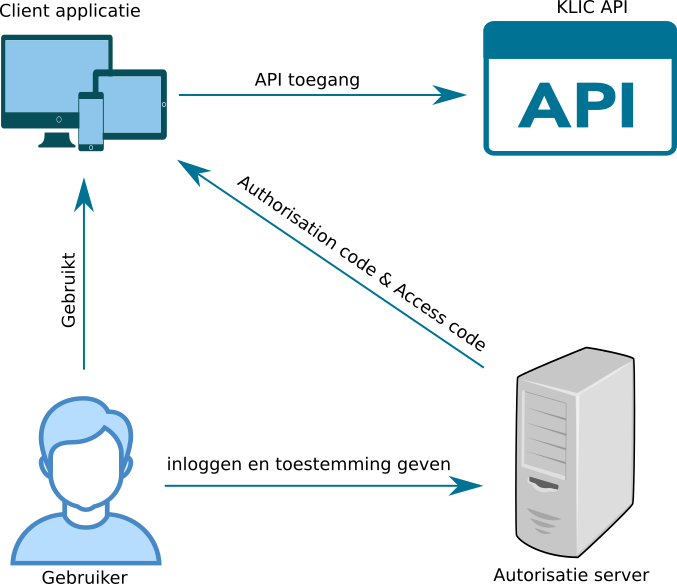 Client applicatie
KLIC API
API toegang
API
Authorisation code & Access code
Gebruikt
inloggen en toestemming geven
Gebruiker
Autorisatie server